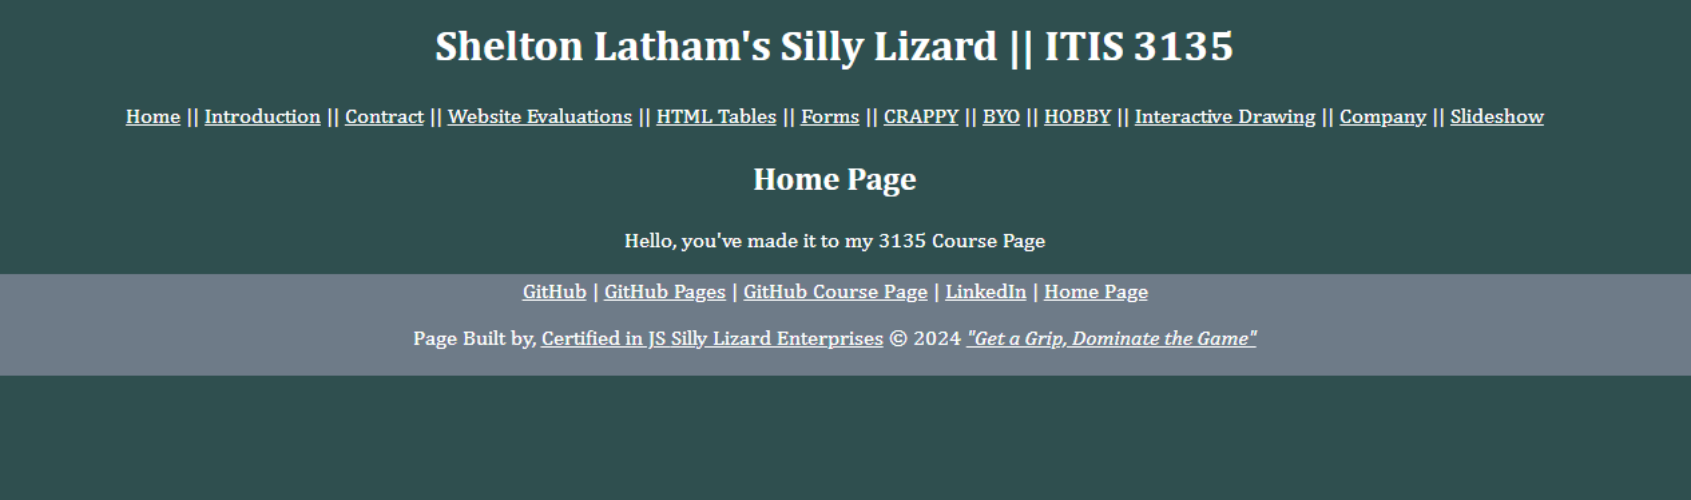 Shelton Latham's Silly Lizard || ITIS 3135
Home || Introduction || Contract || Website Evaluations || HTML Tables || Forms || CRAPPY || BYO || HOBBY || Interactive Drawing || Company || Slideshow
Home Page
Hello, you've made it to my 3135 Course Page
GitHub | GitHub Pages | GitHub Course Page | LinkedIn | Home Page
Page Built by, Certified in JS Silly Lizard Enterprises © 2024 "Get a Grip, Dominate the Game"